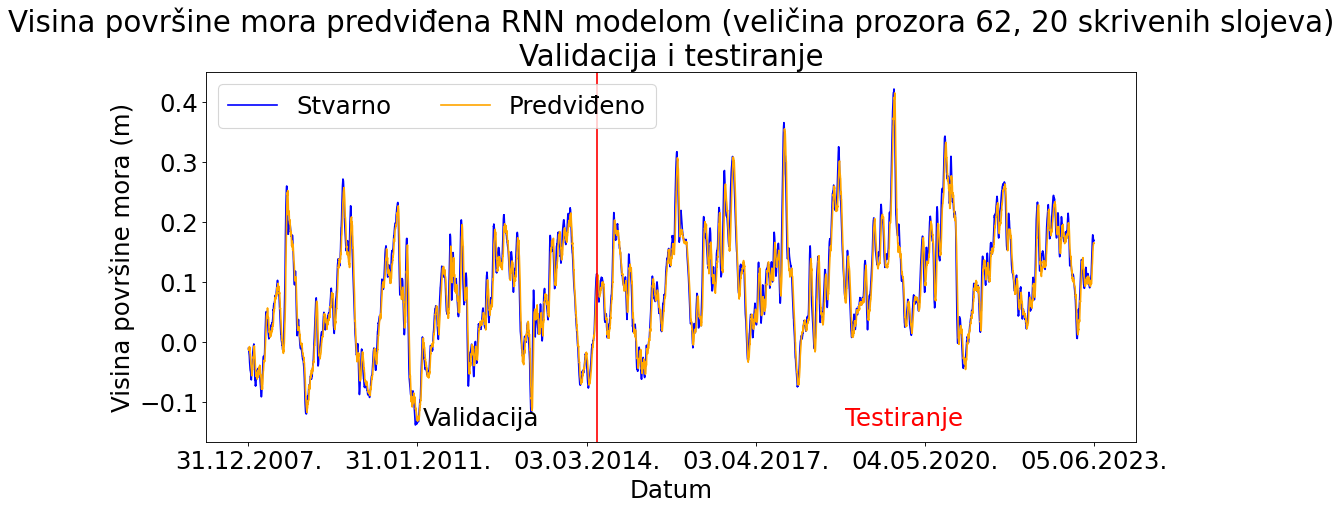 Visina površine mora predviđena RNN modelom (veličina prozora 62, 20 skrivenih slojeva)
Validacija i testiranje
Stvarno
Predviđeno
Visina površine mora (m)
0.4
0.3
0.2
0.1
0.0
−0.1
Validacija
Testiranje
31.12.2007.
31.01.2011.
03.03.2014.
03.04.2017.
04.05.2020.
05.06.2023.
Datum